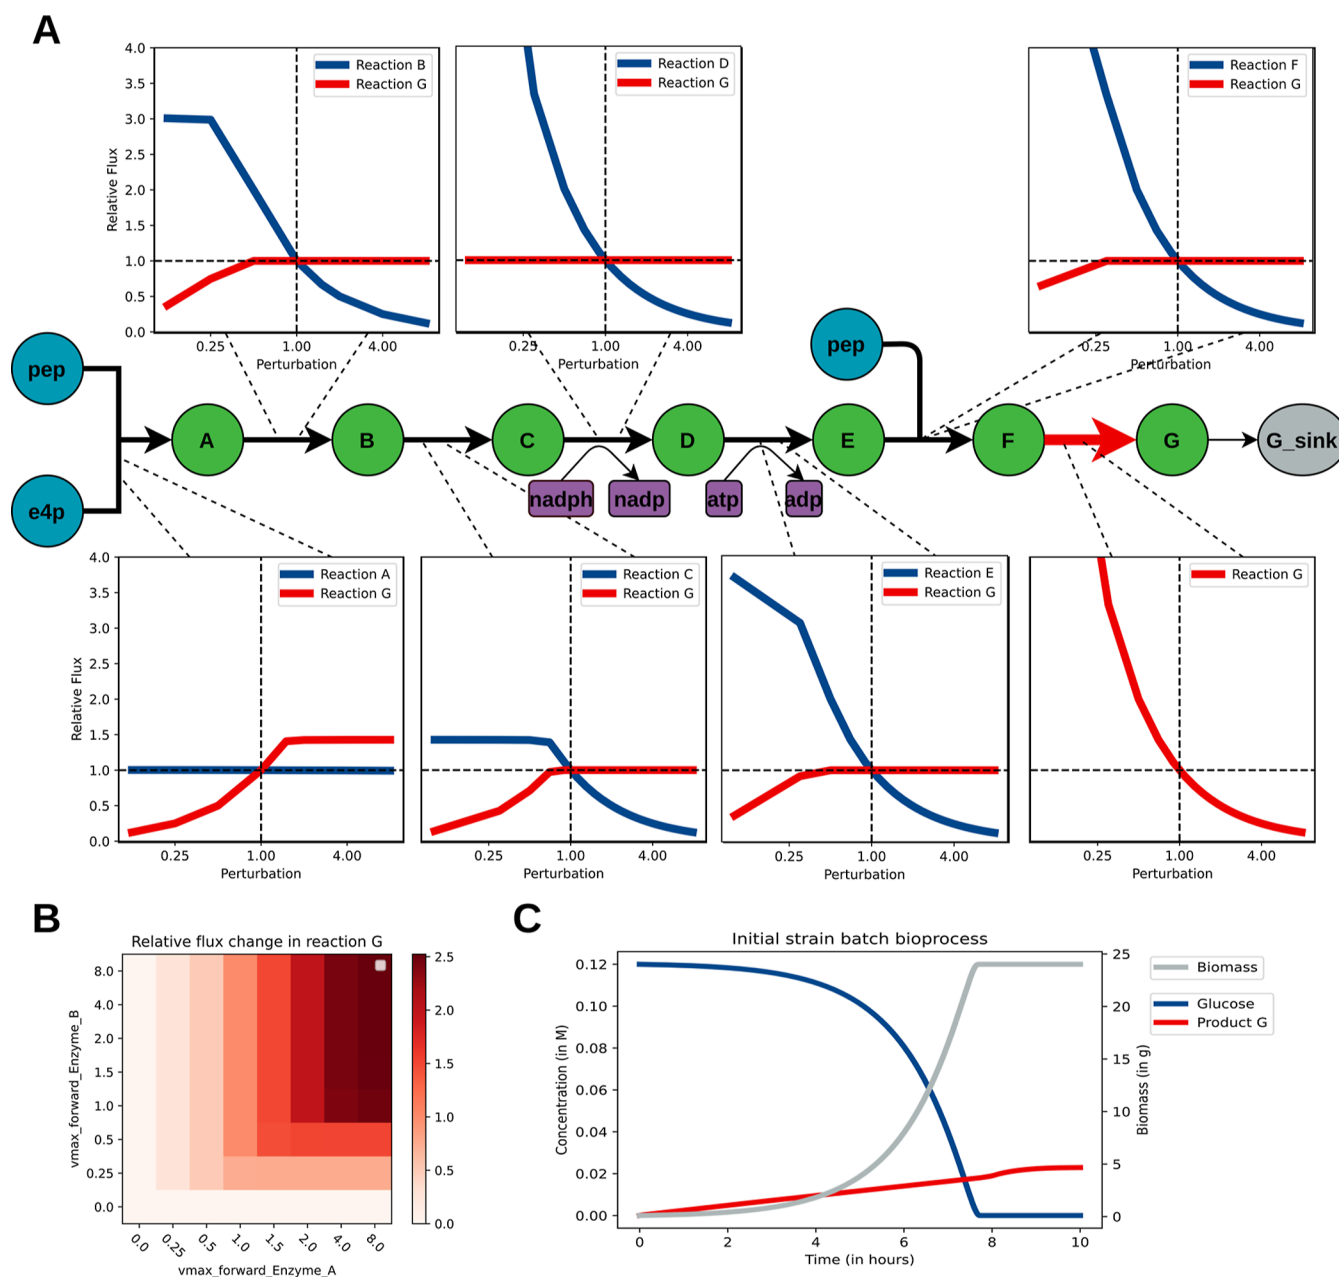 A
4.0
3.5
3.0
2.5
2.0
1.5
1.0
0.5
0.0
Relative Flux
Reaction B
Reaction G
0.25 1.00 4.00
Perturbation
Reaction D
Reaction G
0.25 1.00 4.00
Perturbation
Reaction F
Reaction G
0.25 1.00 4.00
Perturbation
pep
pep
e4p
A
B
C
D
E
F
G
G_sink
nadph
nadp
atp
adp
4.0
3.5
3.0
2.5
2.0
1.5
1.0
0.5
0.0
Relative Flux
Reaction A
Reaction G
0.25 1.00 4.00
Perturbation
Reaction C
Reaction G
0.25 1.00 4.00
Perturbation
Reaction E
Reaction G
0.25 1.00 4.00
Perturbation
Reaction G
0.25 1.00 4.00
Perturbation
B
Relative flux change in reaction G
vmax_forward_Enzyme_B
8.0
4.0
2.0
1.5
1.0
0.5
0.25
0.0
0.0 0.25 0.5 1.0 1.5 2.0 4.0 8.0
vmax_forward_Enzyme_A
2.5
2.0
1.5
1.0
0.5
0.0
C
Initial strain batch bioprocess
Concentration (in M)
0.12
0.10
0.08
0.06
0.04
0.02
0.00
0 2 4 6 8 10
Time (in hours)
25
20
15
10
5
0
Biomass (in g)
Biomass
Glucose
Product G